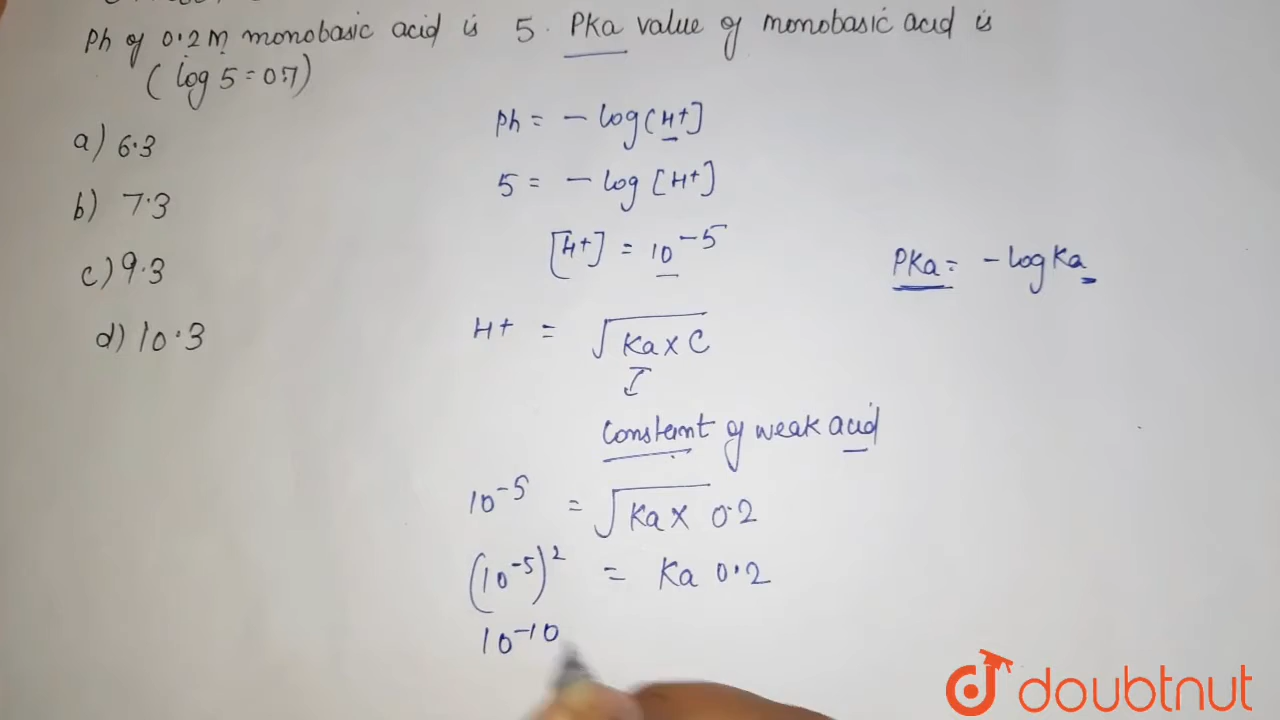 Ph of 0.2 M monobasic acid is 5. PKa value of monobasic acid is
( log 5 = 0.7)
a) 6.3
b) 7.3
c) 9.3
d) 10.3
Ph = - log [H+]
5 = - log [H+]
[H+] = 10-5
PKa = - log Ka
H+ = √Ka x C
Constant of weak acid
10-5 = √Ka x 0.2
(10-5)2 = Ka 0.2
10-10
doubtnut